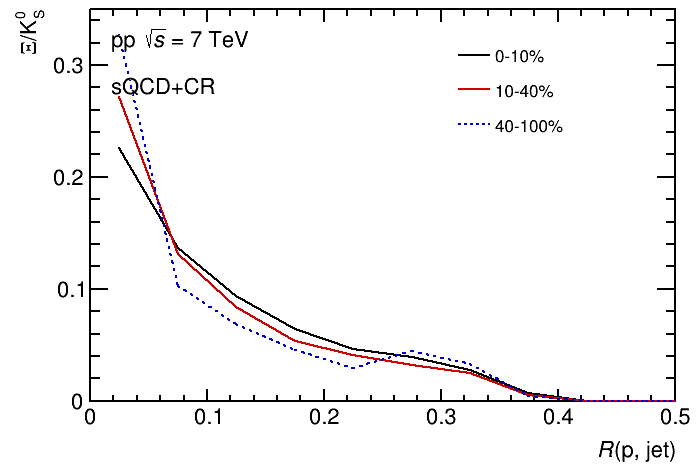 Ξ/K⁰S
pp √s = 7 TeV
sQCD+CR
0-10%
10-40%
40-100%
0.3
0.2
0.1
0
0 0.1 0.2 0.3 0.4 0.5
R(p, jet)